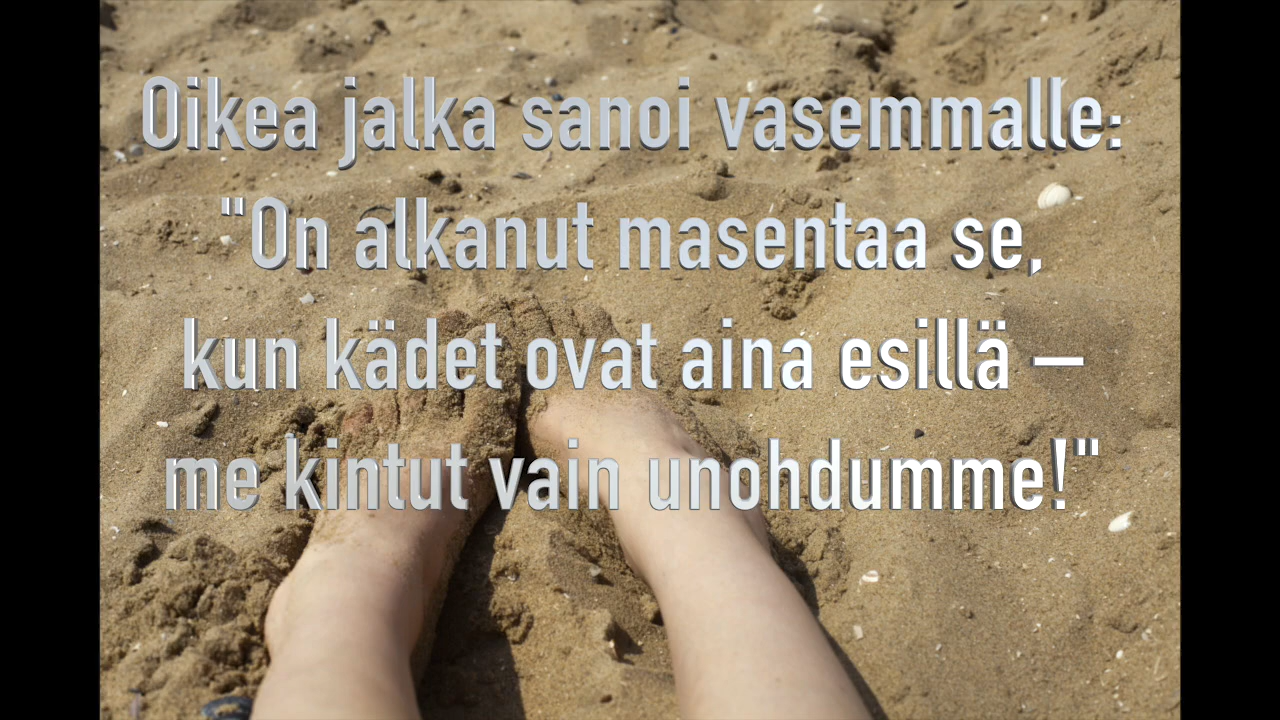 Oikea jalka sanoi vasemmalle:
"On alkanut masentaa se,
kun kädet ovat aina esillä –
me kintut vain unohdumme!"